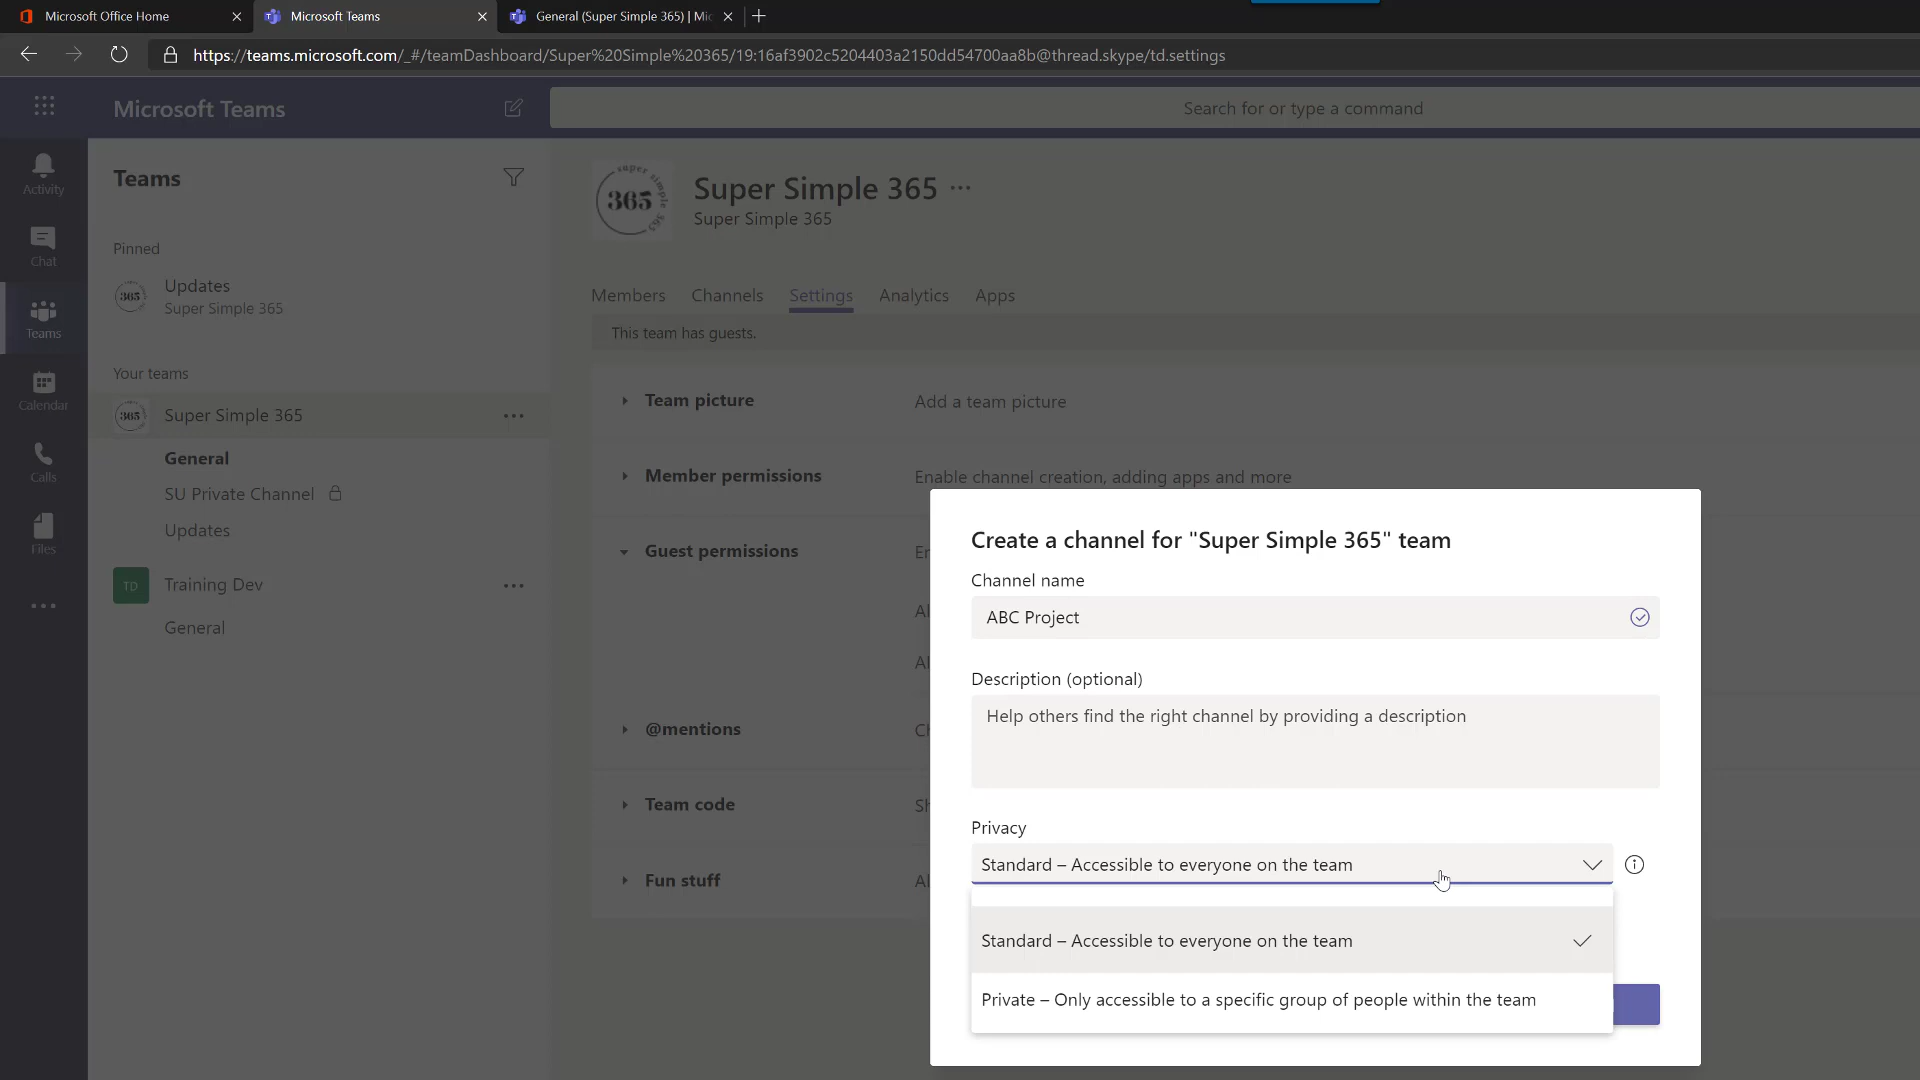 Microsoft Office Home
Microsoft Teams
General (Super Simple 365) | Mic
https://teams.microsoft.com/_#/teamDashboard/Super%20Simple%20365/19:16af3902c5204403a2150dd54700aa8b@thread.skype/td.settings
Microsoft Teams
Search for or type a command
Activity
Chat
Teams
Calendar
Calls
Files
Teams
Pinned
Updates
Super Simple 365
Your teams
Super Simple 365
General
SU Private Channel
Updates
TD
Training Dev
General
super simple
365
Super Simple 365
Super Simple 365
Members
Channels
Settings
Analytics
Apps
This team has guests.
Team picture
Add a team picture
Member permissions
Enable channel creation, adding apps and more
Guest permissions
@mentions
Team code
Fun stuff
Create a channel for "Super Simple 365" team
Channel name
ABC Project
Description (optional)
Help others find the right channel by providing a description
Privacy
Standard – Accessible to everyone on the team
Standard – Accessible to everyone on the team
Private – Only accessible to a specific group of people within the team